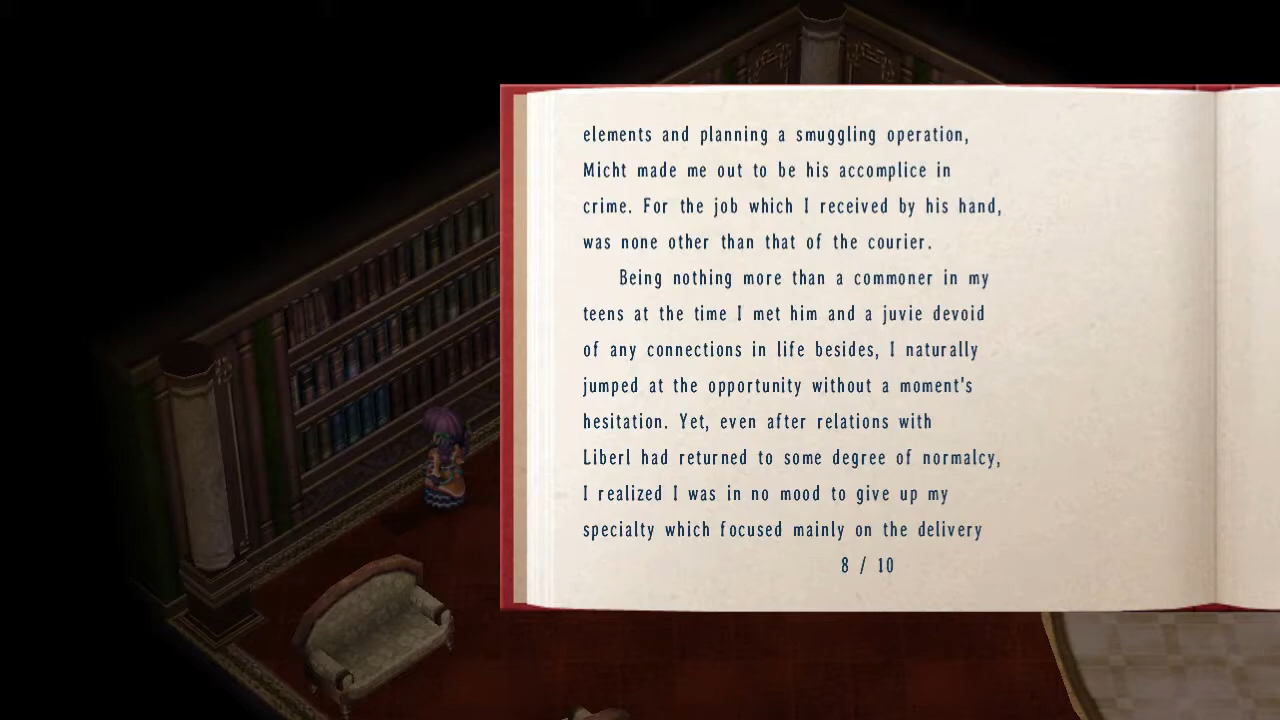 elements and planning a smuggling operation,
Micht made me out to be his accomplice in
crime. For the job which I received by his hand,
was none other than that of the courier.
Being nothing more than a commoner in my
teens at the time I met him and a juvie devoid
of any connections in life besides, I naturally
jumped at the opportunity without a moment's
hesitation. Yet, even after relations with
Liberl had returned to some degree of normalcy,
I realized I was in no mood to give up my
specialty which focused mainly on the delivery
8 / 10